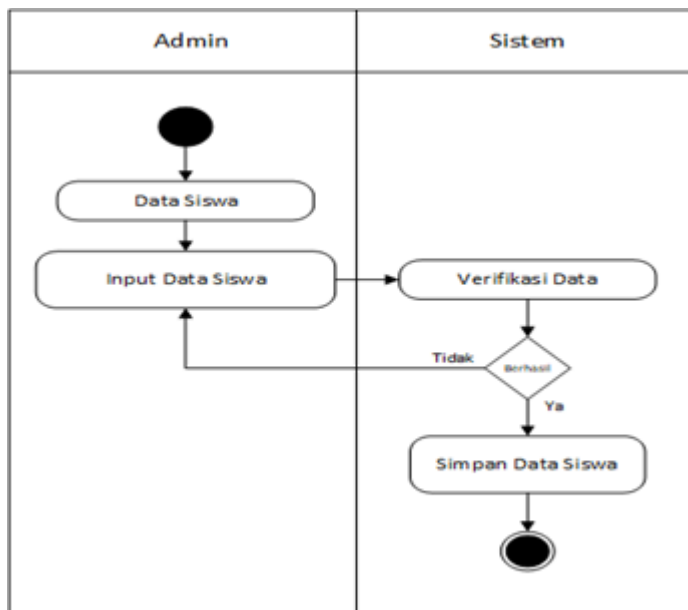 Admin
Sistem
Data Siswa
Input Data Siswa
Verifikasi Data
Tidak
Berhasil
Ya
Simpan Data Siswa